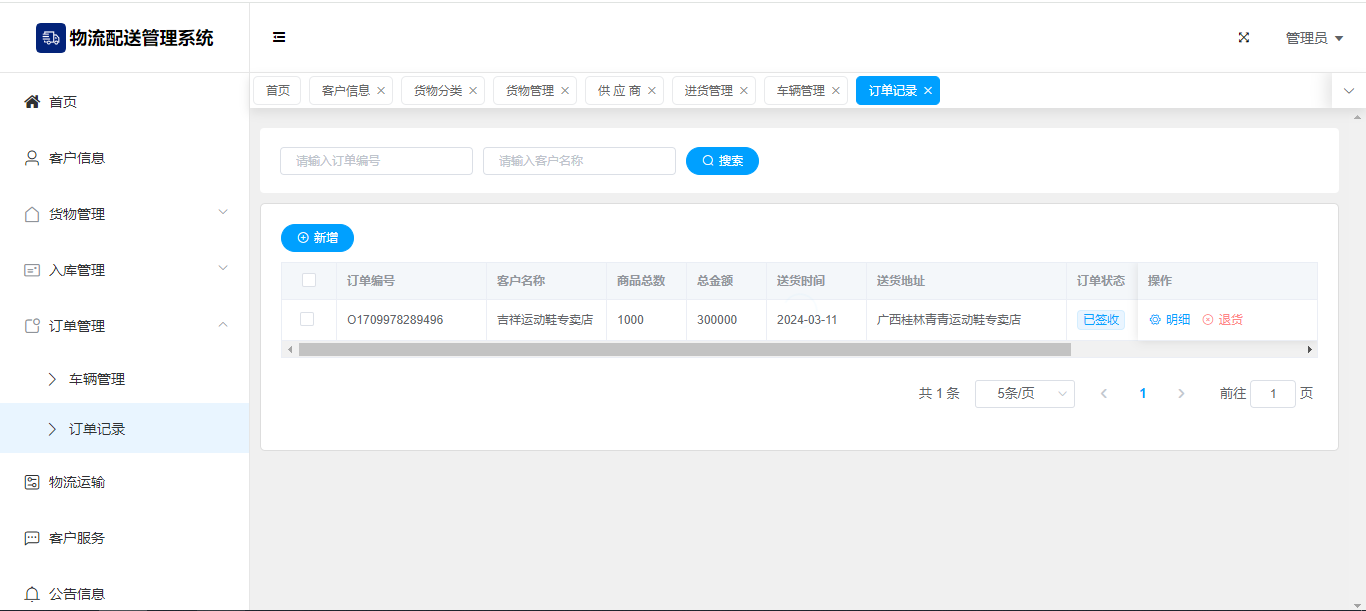 物流配送管理系统
管理员
首页
客户信息
货物管理
入库管理
订单管理
车辆管理
订单记录
物流运输
客户服务
公告信息
首页 客户信息 货物分类 货物管理 供 应 商 进货管理 车辆管理 订单记录
请输入订单编号 请输入客户名称 搜索
新增
订单编号 客户名称 商品总数 总金额 送货时间 送货地址 订单状态 操作
O1709978289496 吉祥运动鞋专卖店 1000 300000 2024-03-11 广西桂林青青运动鞋专卖店 已签收 明细 退货
共 1 条 5条/页 1 前往 1 页